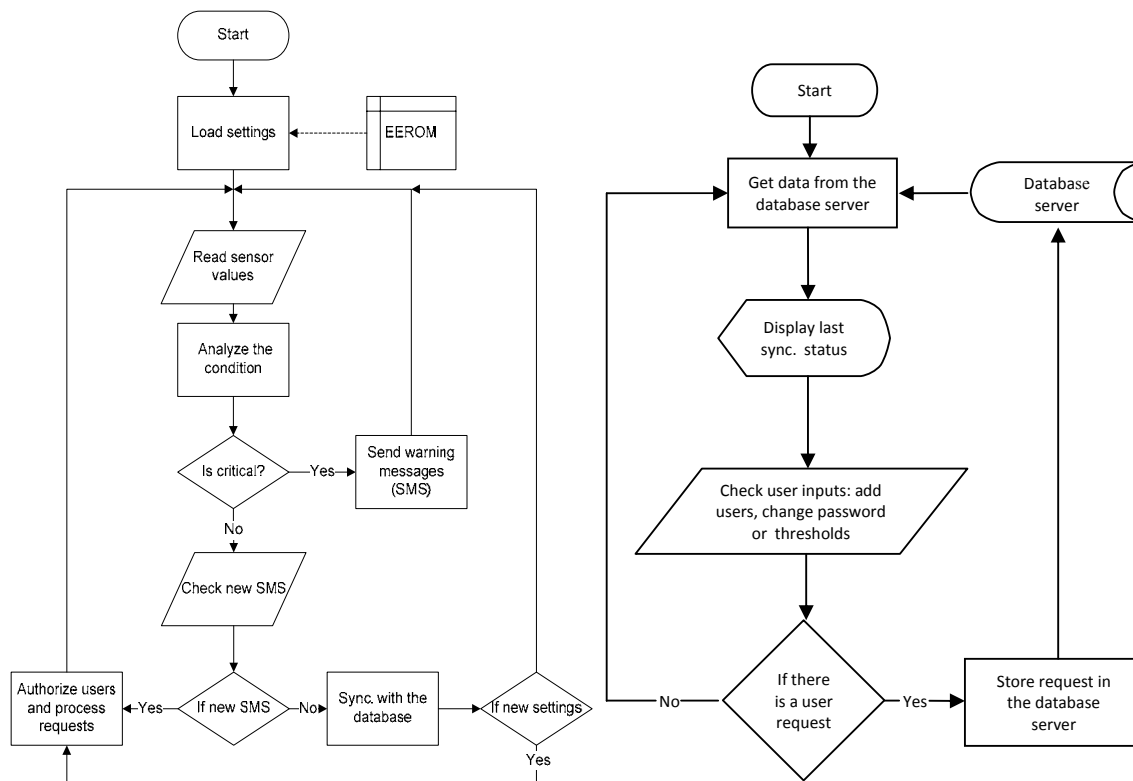 Start
Load settings
EEROM
Read sensor
values
Analyze the
condition
Is critical?
Yes
Send warning
messages
(SMS)
No
Check new SMS
Authorize users
and process
requests
Yes
If new SMS
No
Sync. with the
database
If new settings
Yes
Start
Get data from the
database server
Database
server
Display last
sync. status
Check user inputs: add
users, change password
or thresholds
No
If there
is a user
request
Yes
Store request in
the database
server